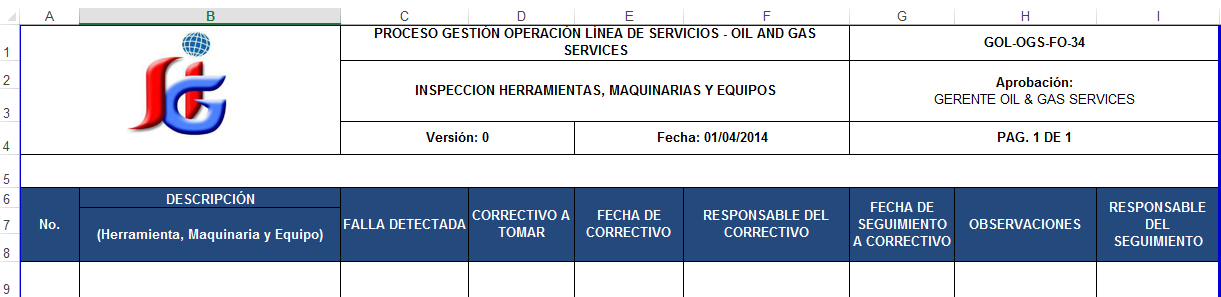 A B C D E F G H I
1
2
3
4
5
6
7
8
9
SIG
PROCESO GESTIÓN OPERACIÓN LÍNEA DE SERVICIOS - OIL AND GAS
SERVICES
GOL-OGS-FO-34
INSPECCION HERRAMIENTAS, MAQUINARIAS Y EQUIPOS
Aprobación:
GERENTE OIL & GAS SERVICES
Versión: 0
Fecha: 01/04/2014
PAG. 1 DE 1
No.
DESCRIPCIÓN
(Herramienta, Maquinaria y Equipo)
FALLA DETECTADA
CORRECTIVO A
TOMAR
FECHA DE
CORRECTIVO
RESPONSABLE DEL
CORRECTIVO
FECHA DE
SEGUIMIENTO
A CORRECTIVO
OBSERVACIONES
RESPONSABLE
DEL
SEGUIMIENTO